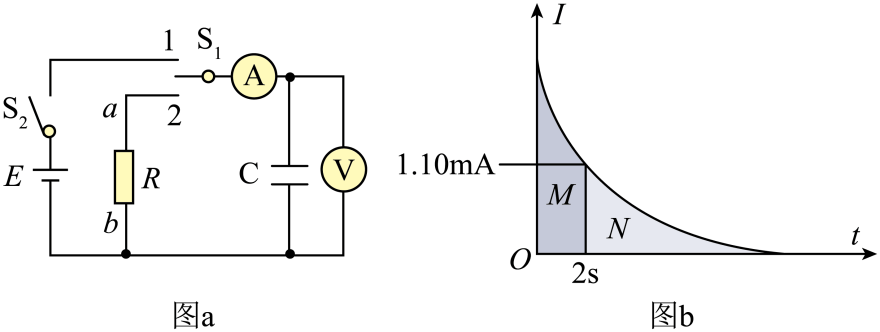 1
S1
A
S2
a
2
E
R
C
V
b
图a
I
1.10mA
M
N
O
2s
t
图b